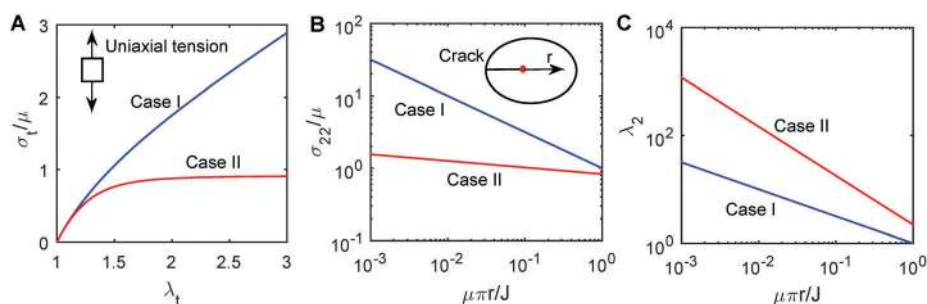 A
3
2
1
0
σt/μ
Uniaxial tension
Case I
Case II
1
1.5
2
2.5
3
λt
B
10²
10¹
10⁰
10⁻¹
σ22/μ
Crack
r
Case I
Case II
10⁻³
10⁻²
10⁻¹
10⁰
μπr/J
C
10⁴
10²
10⁰
λ2
Case II
Case I
10⁻³
10⁻²
10⁻¹
10⁰
μπr/J